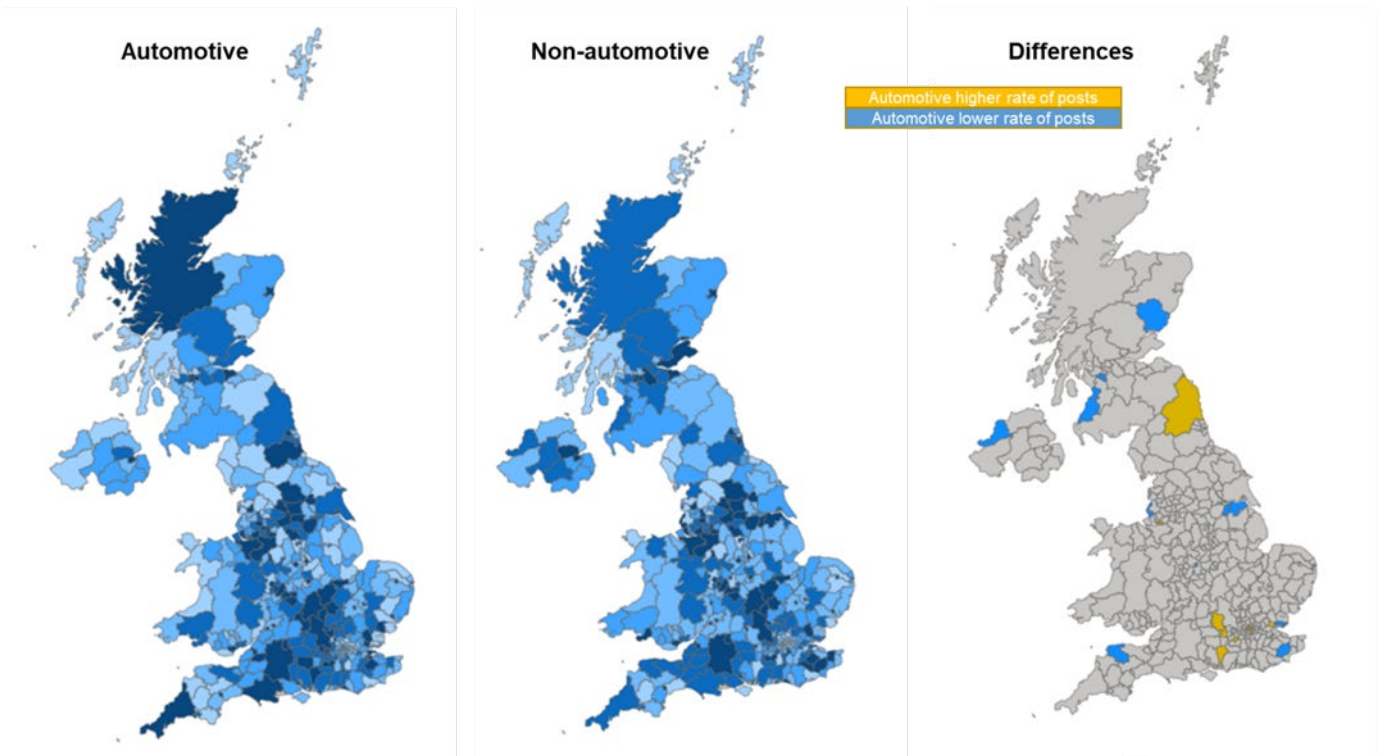 Automotive
Non-automotive
Differences
Automotive higher rate of posts
Automotive lower rate of posts